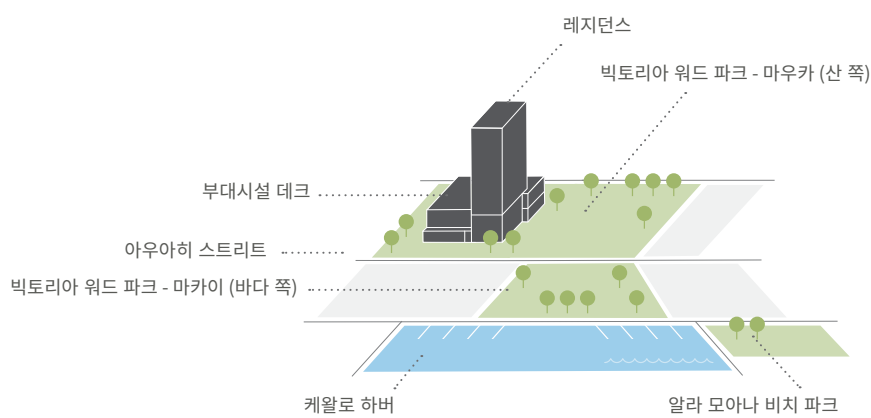 레지던스
빅토리아 워드 파크 - 마우카 (산 쪽)
부대시설 데크
아우아히 스트리트
빅토리아 워드 파크 - 마카이 (바다 쪽)
케왈로 하버
알라 모아나 비치 파크